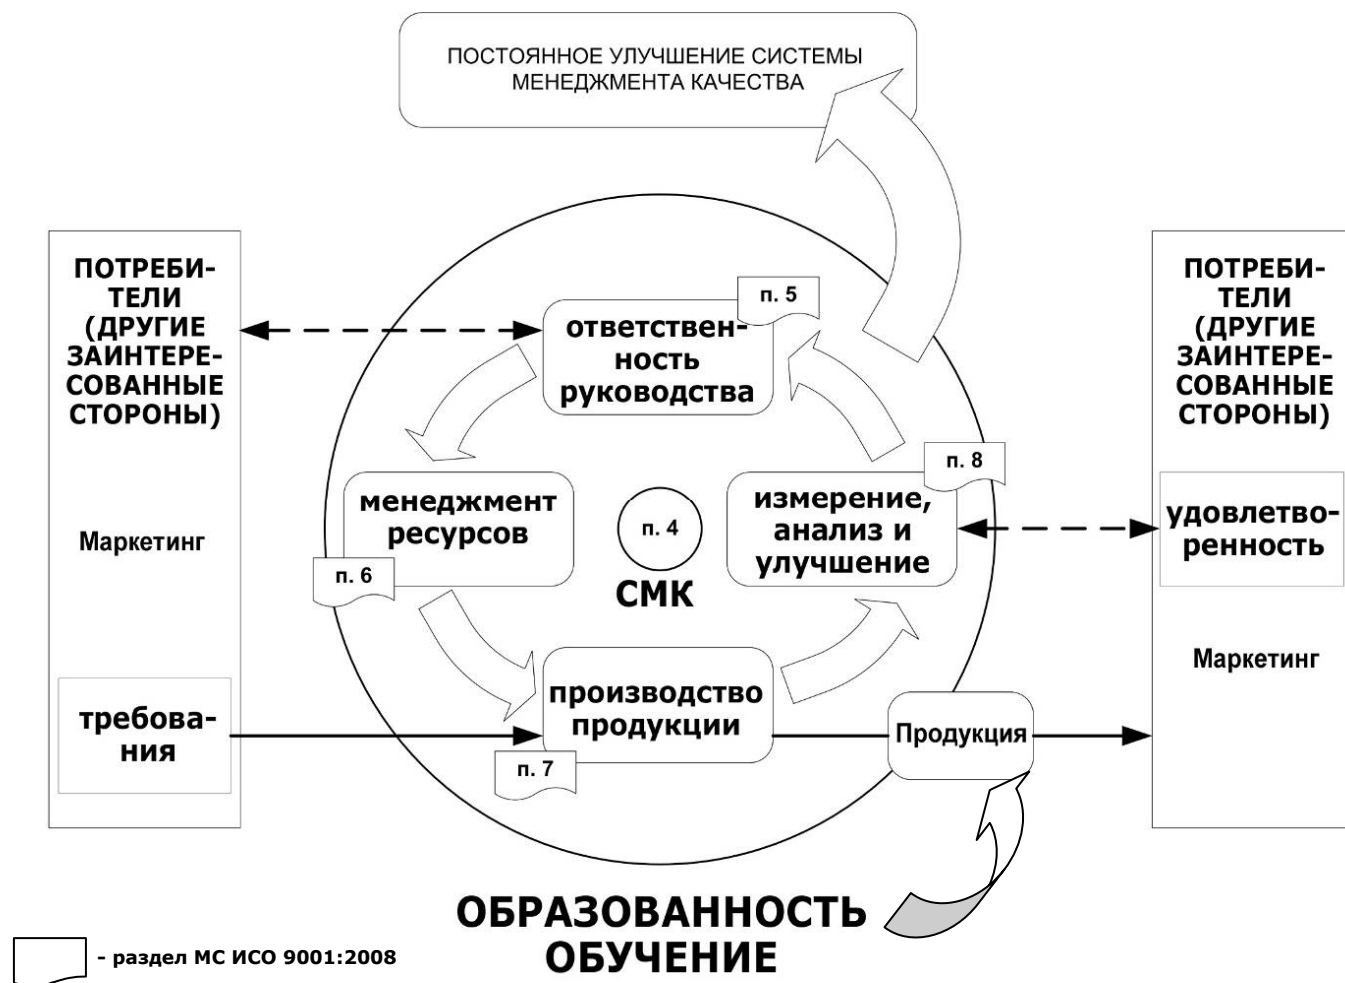 ПОСТОЯННОЕ УЛУЧШЕНИЕ СИСТЕМЫ
МЕНЕДЖМЕНТА КАЧЕСТВА
ПОТРЕБИ-
ТЕЛИ
(ДРУГИЕ
ЗАИНТЕРЕ-
СОВАННЫЕ
СТОРОНЫ)
Маркетинг
требова-
ния
п. 5
ответствен-
ность
руководства
менеджмент
ресурсов
п. 6
п. 4
СМК
п. 8
измерение,
анализ и
улучшение
производство
продукции
п. 7
Продукция
ПОТРЕБИ-
ТЕЛИ
(ДРУГИЕ
ЗАИНТЕРЕ-
СОВАННЫЕ
СТОРОНЫ)
удовлетво-
ренность
Маркетинг
ОБРАЗОВАННОСТЬ
ОБУЧЕНИЕ
- раздел МС ИСО 9001:2008